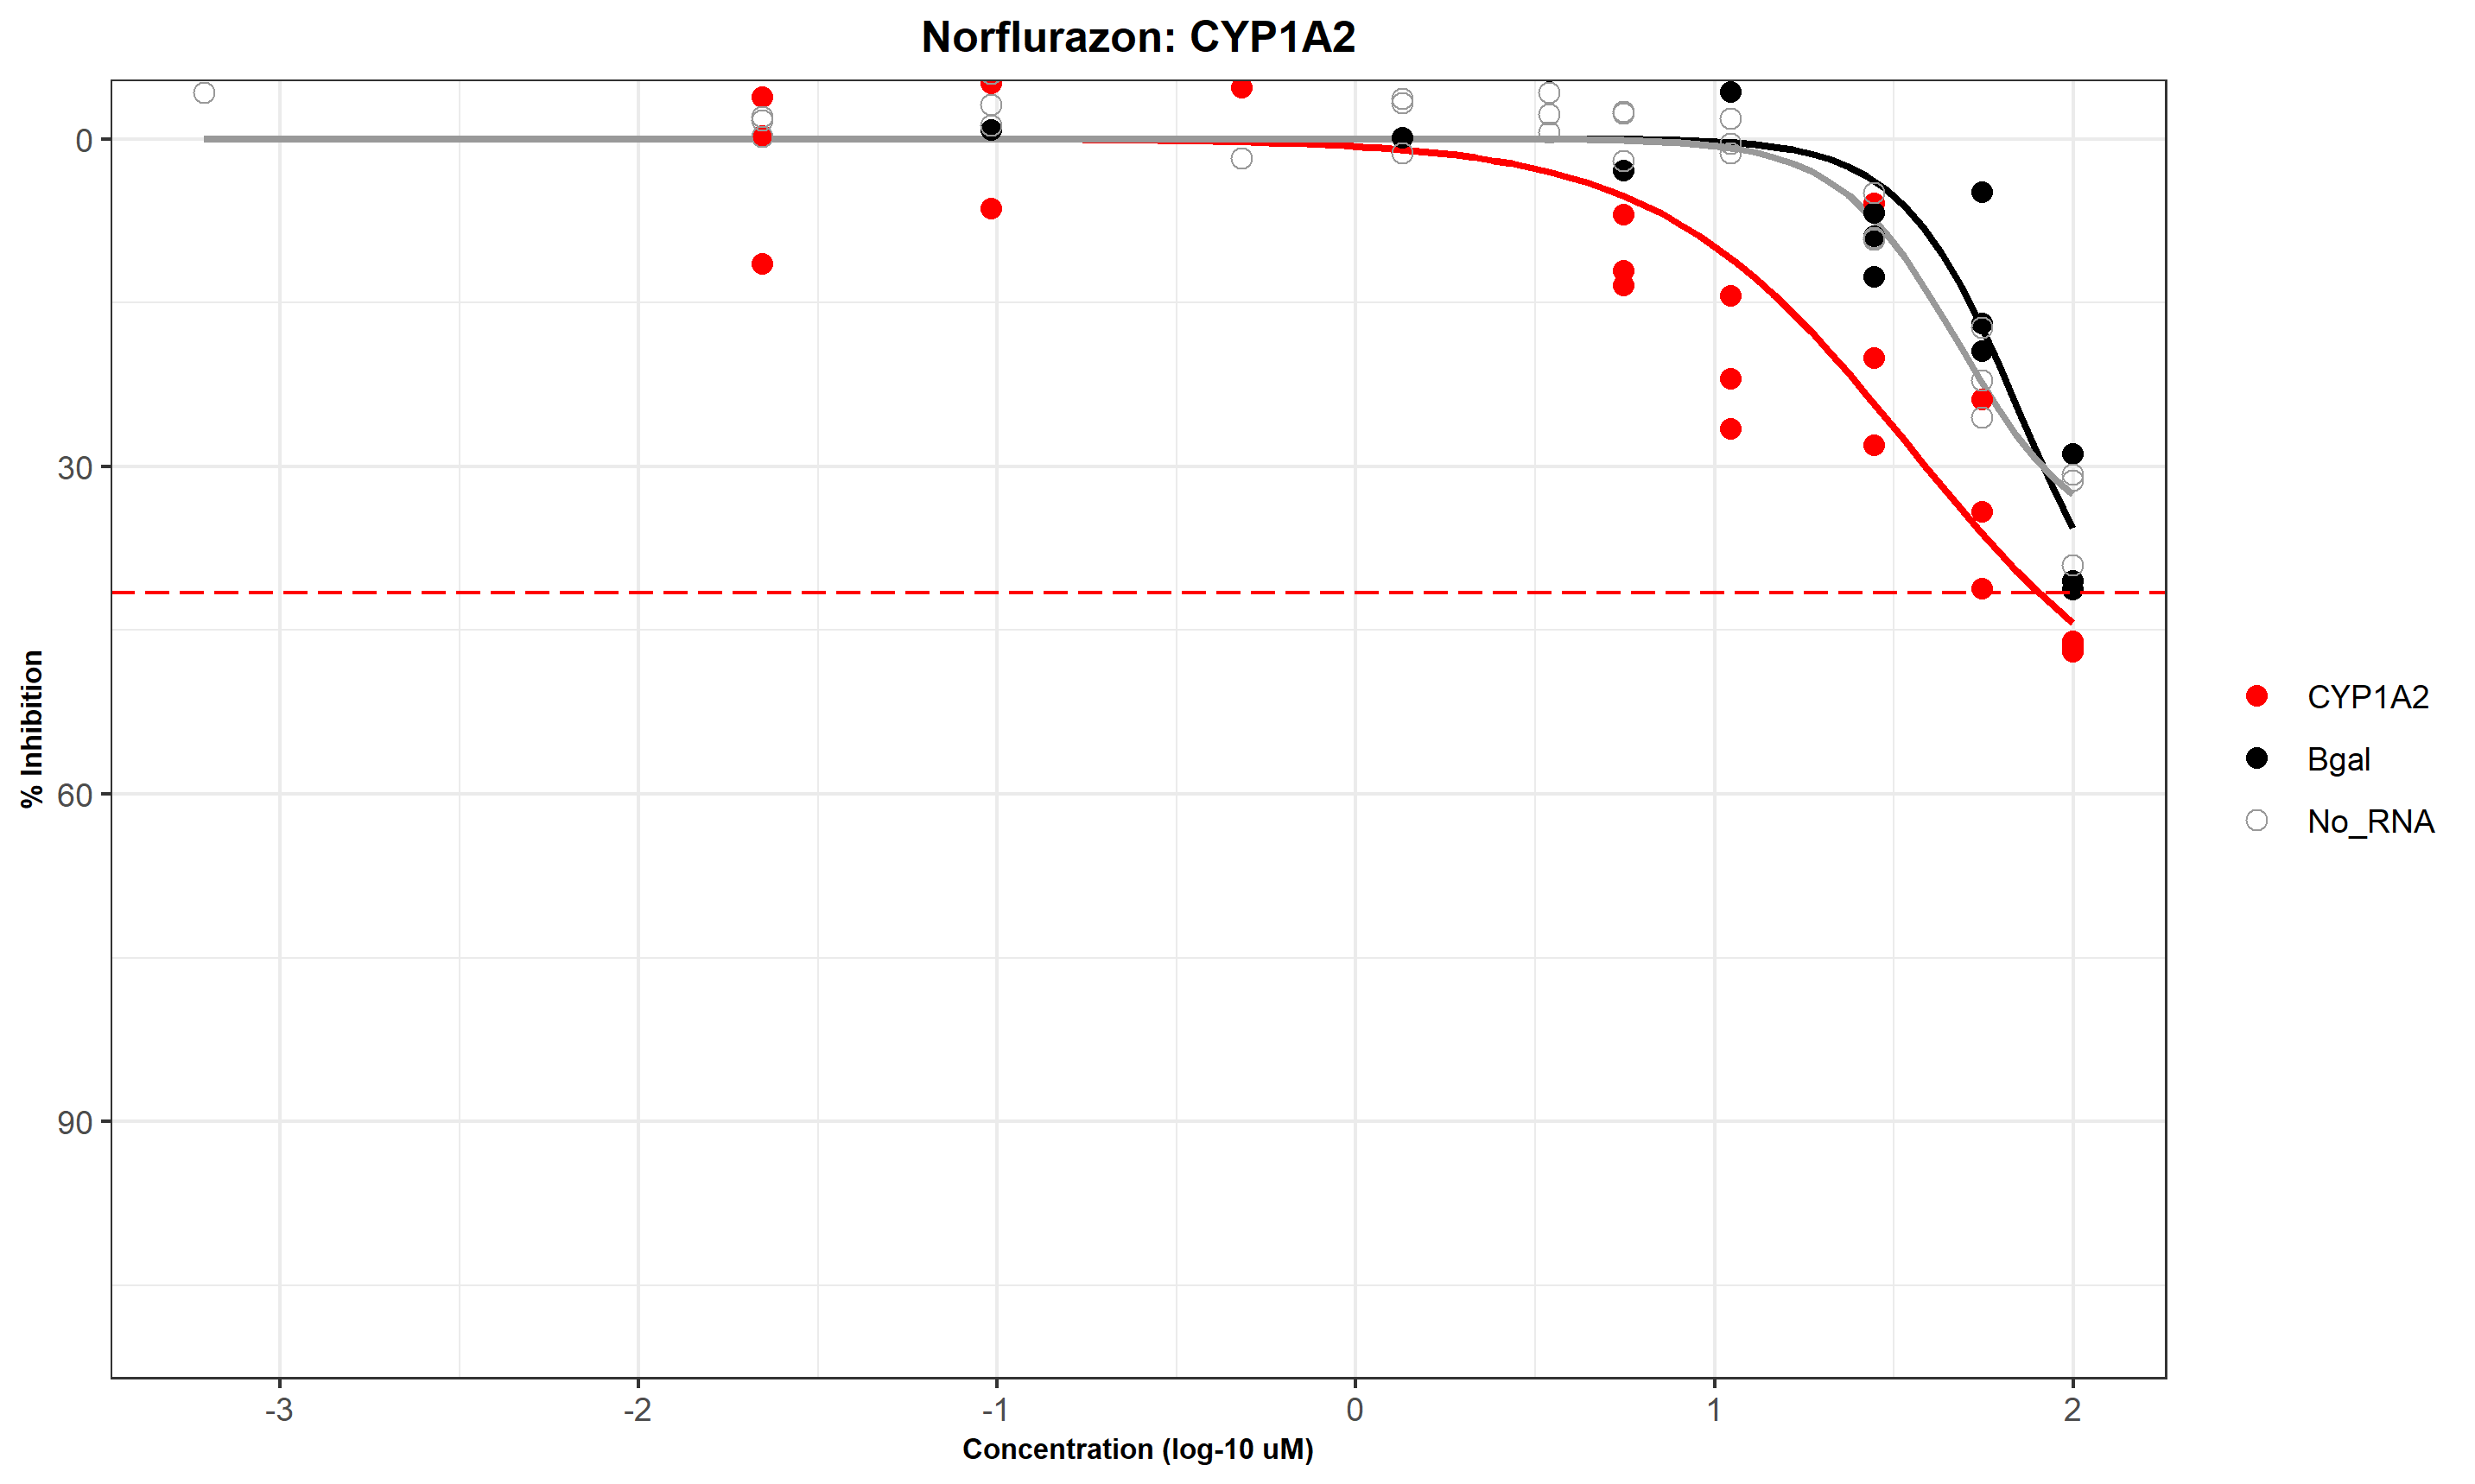 Norflurazon: CYP1A2
% Inhibition
0
30
60
90
-3
-2
-1
0
1
2
Concentration (log-10 uM)
CYP1A2
Bgal
No_RNA